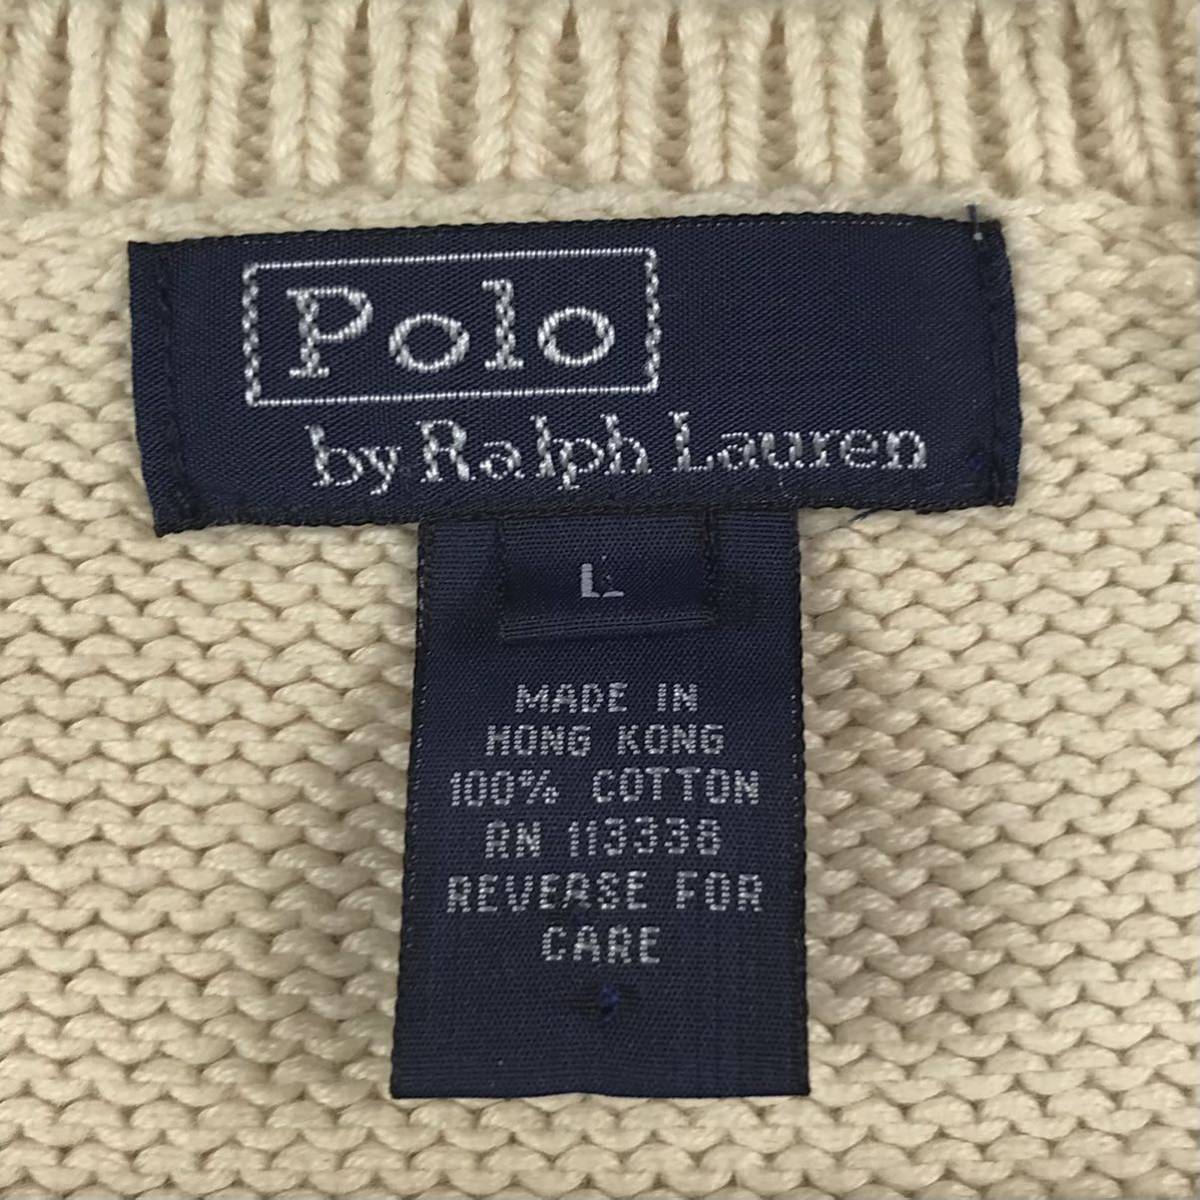 Polo
by Ralph Lauren
L
MADE IN
HONG KONG
100% COTTON
RN 113338
REVERSE FOR
CARE